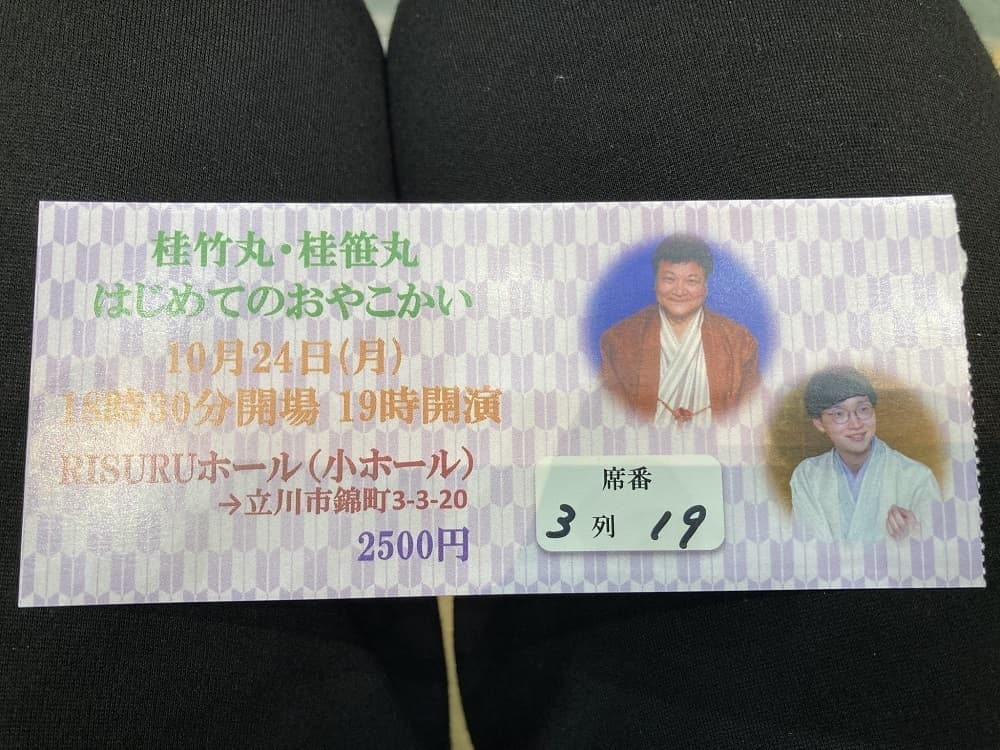 桂竹丸・桂笹丸
はじめてのおやこかい
10月24日(月)
18時30分開場 19時開演
RISURUホール(小ホール)
→立川市錦町3-3-20
2500円
席番
3 列 19